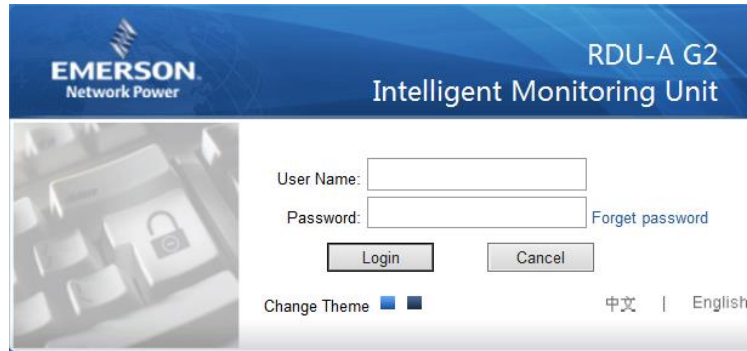 EMERSON.
Network Power
RDU-A G2
Intelligent Monitoring Unit
User Name:
Password:
Forget password
Login
Cancel
Change Theme
中文 | English